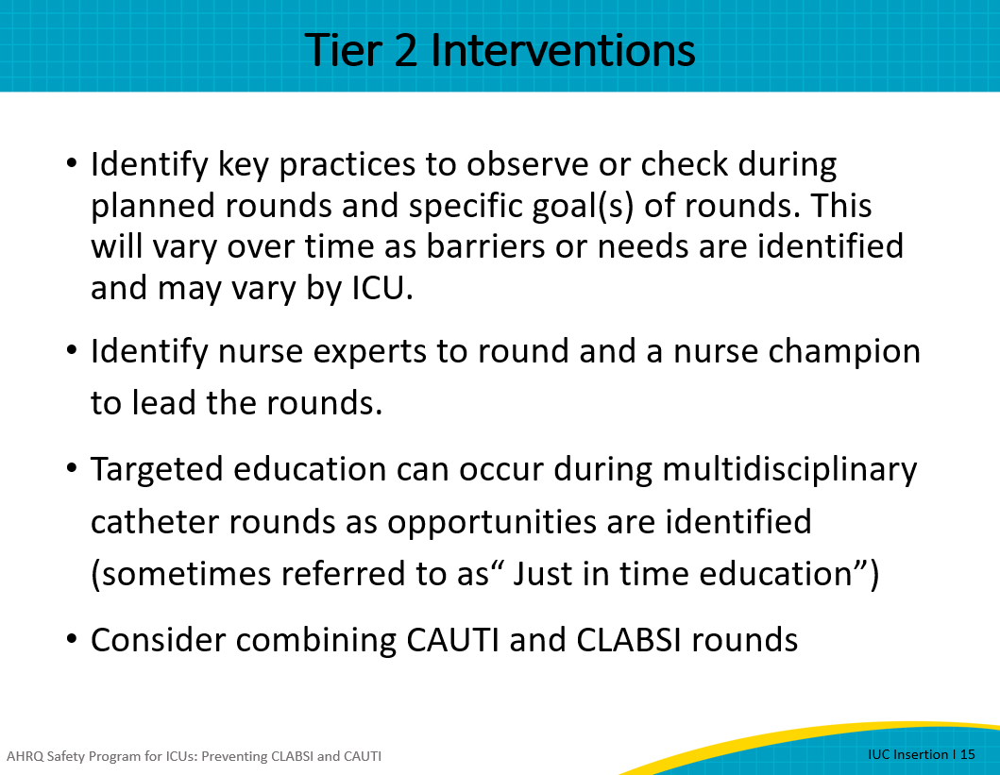 Tier 2 Interventions
• Identify key practices to observe or check during
planned rounds and specific goal(s) of rounds. This
will vary over time as barriers or needs are identified
and may vary by ICU.
• Identify nurse experts to round and a nurse champion
to lead the rounds.
• Targeted education can occur during multidisciplinary
catheter rounds as opportunities are identified
(sometimes referred to as“ Just in time education”)
• Consider combining CAUTI and CLABSI rounds
AHRQ Safety Program for ICUs: Preventing CLABSI and CAUTI
IUC Insertion I 15